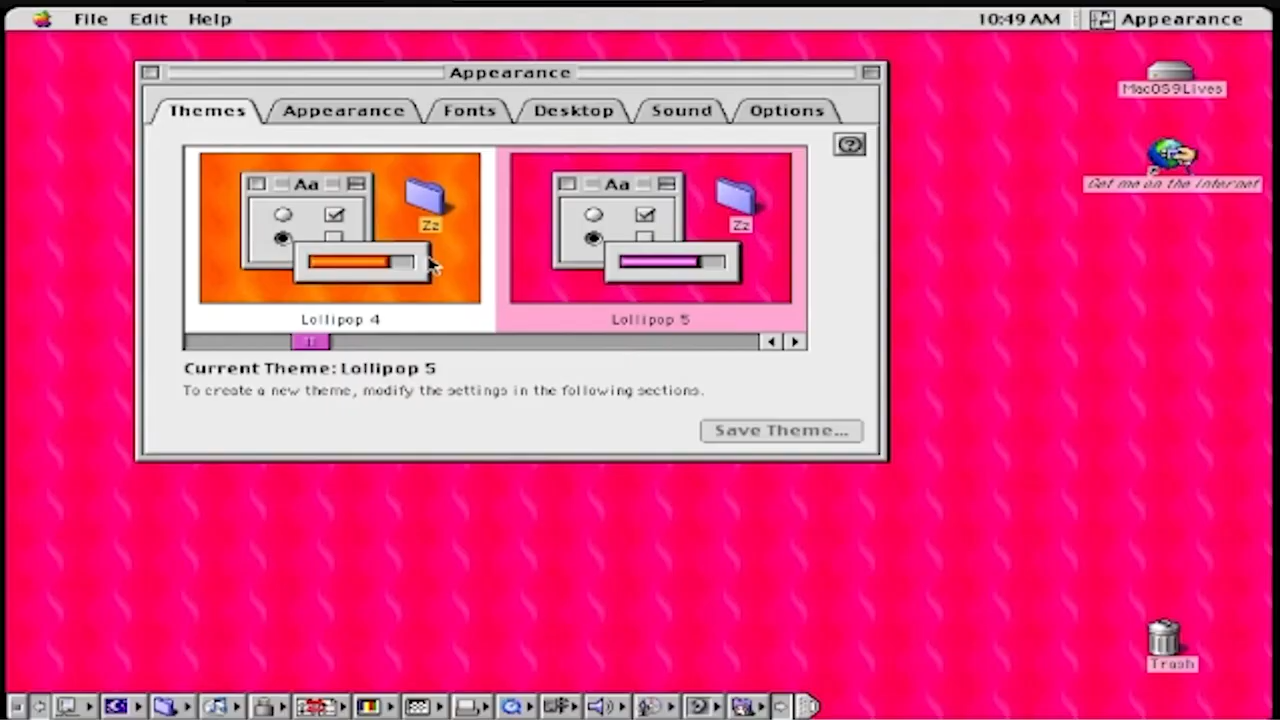 File Edit Help 10:49 AM Appearance
Appearance
MacOS9Lives
Themes Appearance Fonts Desktop Sound Options
Aa Aa
Get me on the Internet
Zz Zz
Lollipop 4 Lollipop 5
Current Theme: Lollipop 5
To create a new theme, modify the settings in the following sections.
Save Theme...
Trash